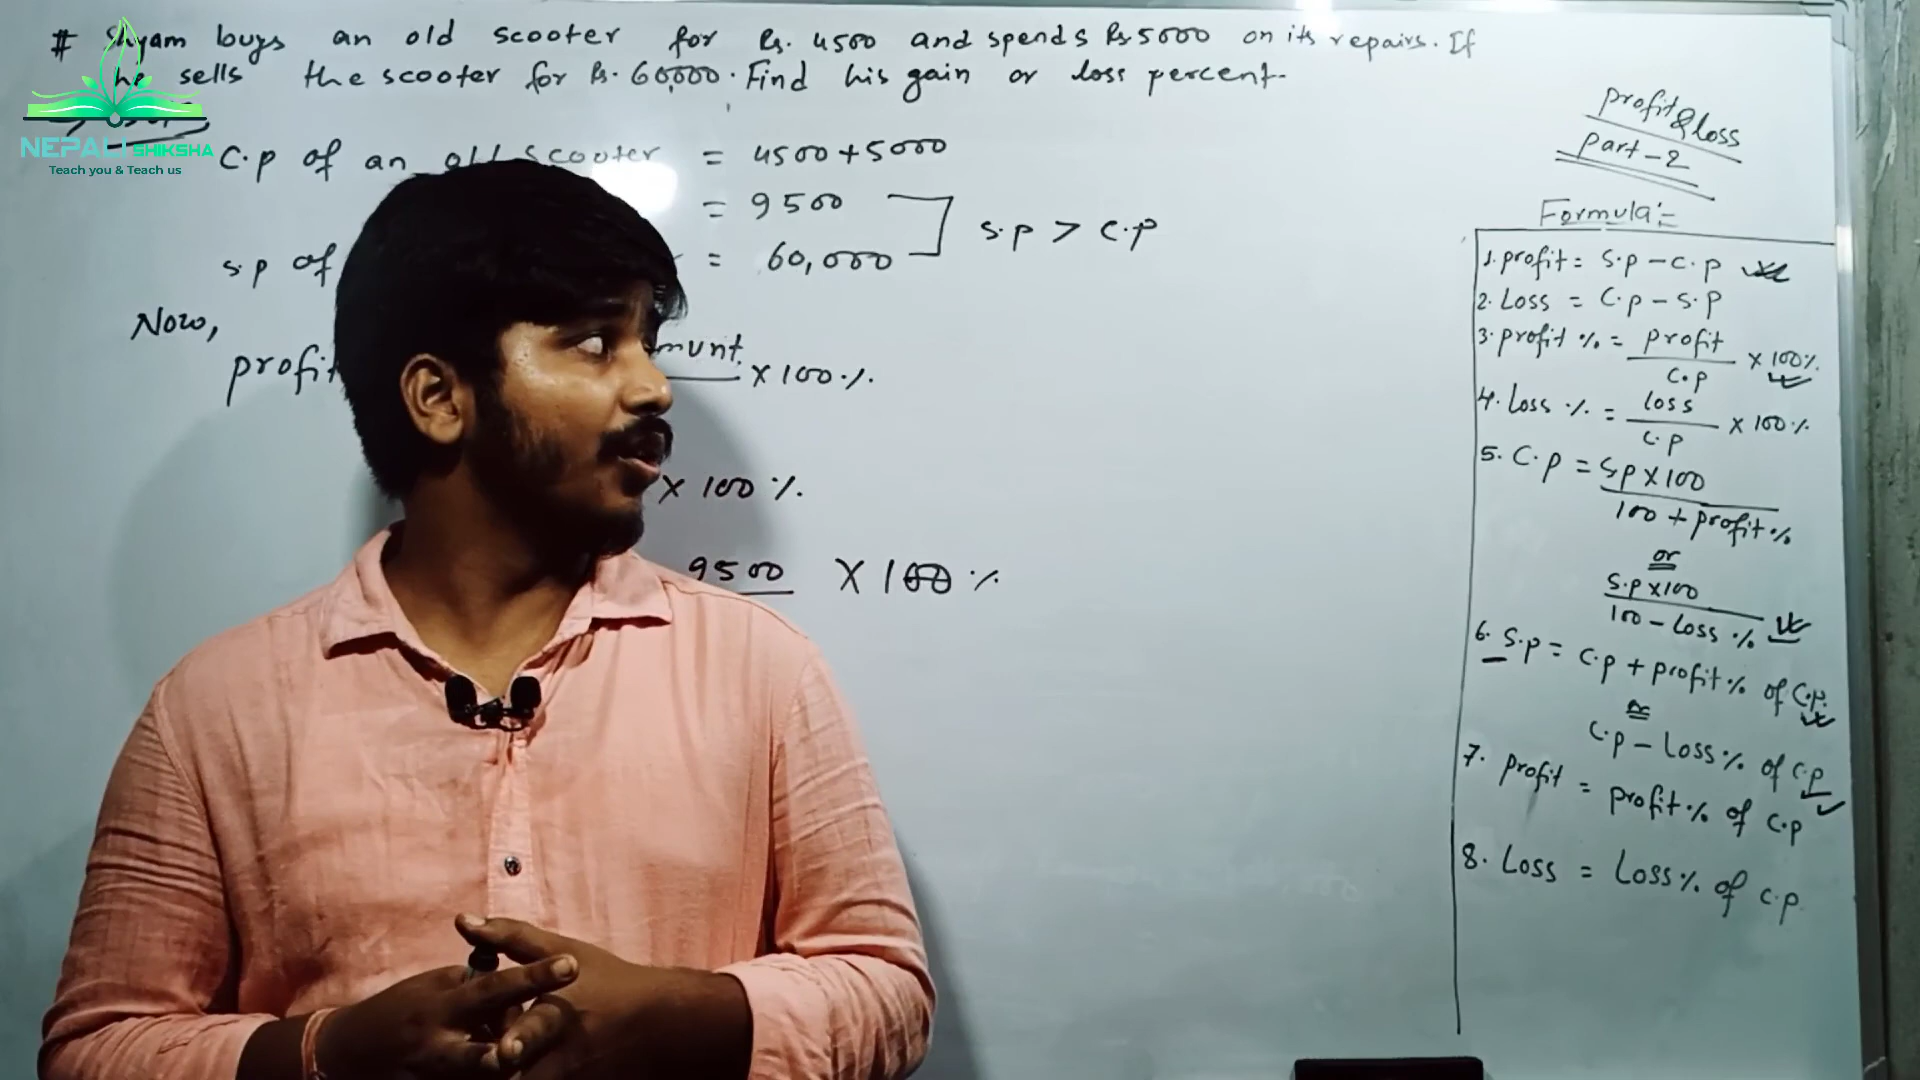 # Shyam buys an old scooter for Rs. 4500 and spends Rs 5000 on its repairs. If
he sells the scooter for Rs. 60,000. Find his gain or loss percent.
NEPALI SHIKSHA
Teach you & Teach us
C.p of an old scooter = 4500+5000
= 9500
s.p of = 60,000
s.p > c.p
Now,
profit × 100%
× 100%
9500 × 100%
profit & loss
part-2
Formula:=
1. profit = s.p - c.p
2. Loss = C.p - s.p
3. profit % = profit / c.p × 100%
4. Loss % = loss / c.p × 100%
5. C.p = s.p × 100 / 100 + profit %
or
s.p × 100 / 100 - loss %
6. s.p = c.p + profit % of c.p.
or
c.p - Loss % of c.p
7. profit = profit % of c.p
8. Loss = Loss % of c.p.